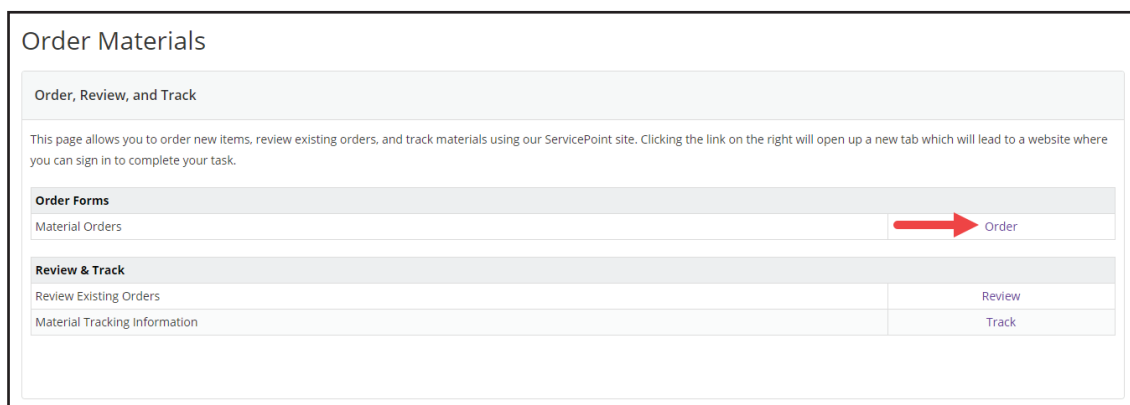 Order Materials
Order, Review, and Track
This page allows you to order new items, review existing orders, and track materials using our ServicePoint site. Clicking the link on the right will open up a new tab which will lead to a website where
you can sign in to complete your task.
Order Forms
Material Orders Order
Review & Track
Review Existing Orders Review
Material Tracking Information Track